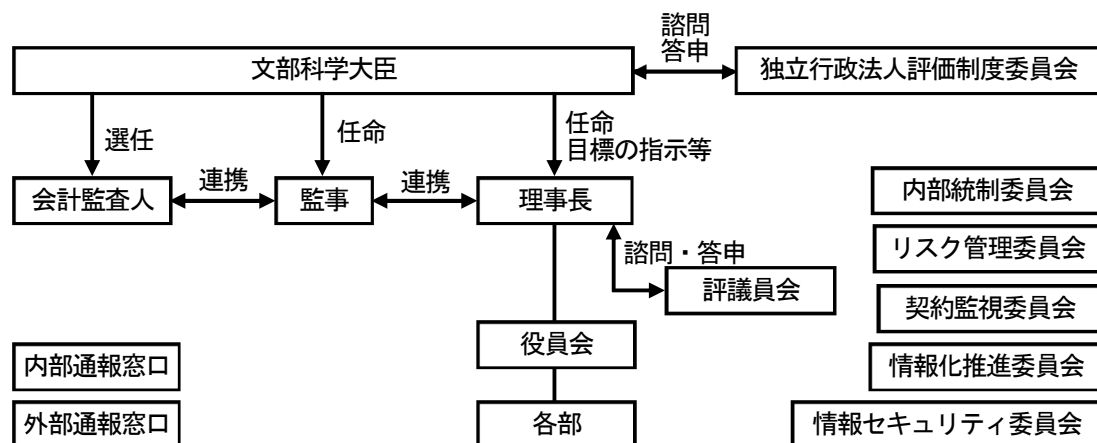 諮問
答申
文部科学大臣
独立行政法人評価制度委員会
選任
任命
任命
目標の指示等
会計監査人
連携
監事
連携
理事長
内部統制委員会
リスク管理委員会
諮問・答申
評議員会
契約監視委員会
役員会
内部通報窓口
情報化推進委員会
外部通報窓口
各部
情報セキュリティ委員会